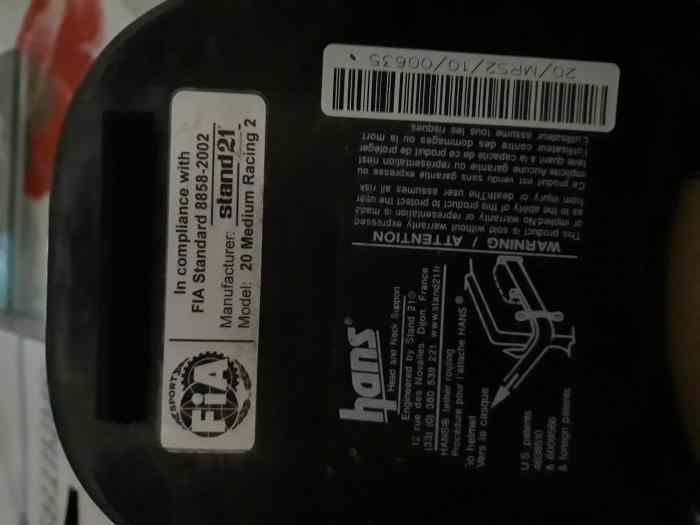 SPORT
FiA
In compliance with
FIA Standard 8858-2002
Manufacturer: stand21
Model: 20 Medium Racing 2
hans®
Head and Neck Support
Engineered by Stand 21©
12 rue des Novalles, Dijon, France
(33) (0) 380 539 221 www.stand21.fr
HANS® tether routing
Procédure pour l'attache HANS®
To helmet
Vers le casque
U.S. patents
& foreign patents
20/MPS2/10/00635
WARNING / ATTENTION
This product is sold without warranty expressed
or implied. No warranty or representation is made
as to the ability of this product to protect the user
from injury or death. The user assumes all risk
Ce produit est vendu sans garantie expresse ou
implicite. Aucune garantie ou représentation n'est
faite quant à la capacité de ce produit de protéger
l'utilisateur contre des dommages ou la mort.
L'utilisateur assume tous les risques